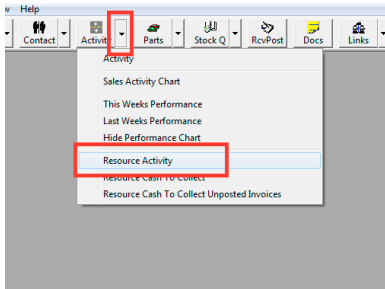 w Help
Contact Activity Parts Stock Q RcvPost Docs Links
Activity
Sales Activity Chart
This Weeks Performance
Last Weeks Performance
Hide Performance Chart
Resource Activity
Resource Cash To Collect
Resource Cash To Collect Unposted Invoices